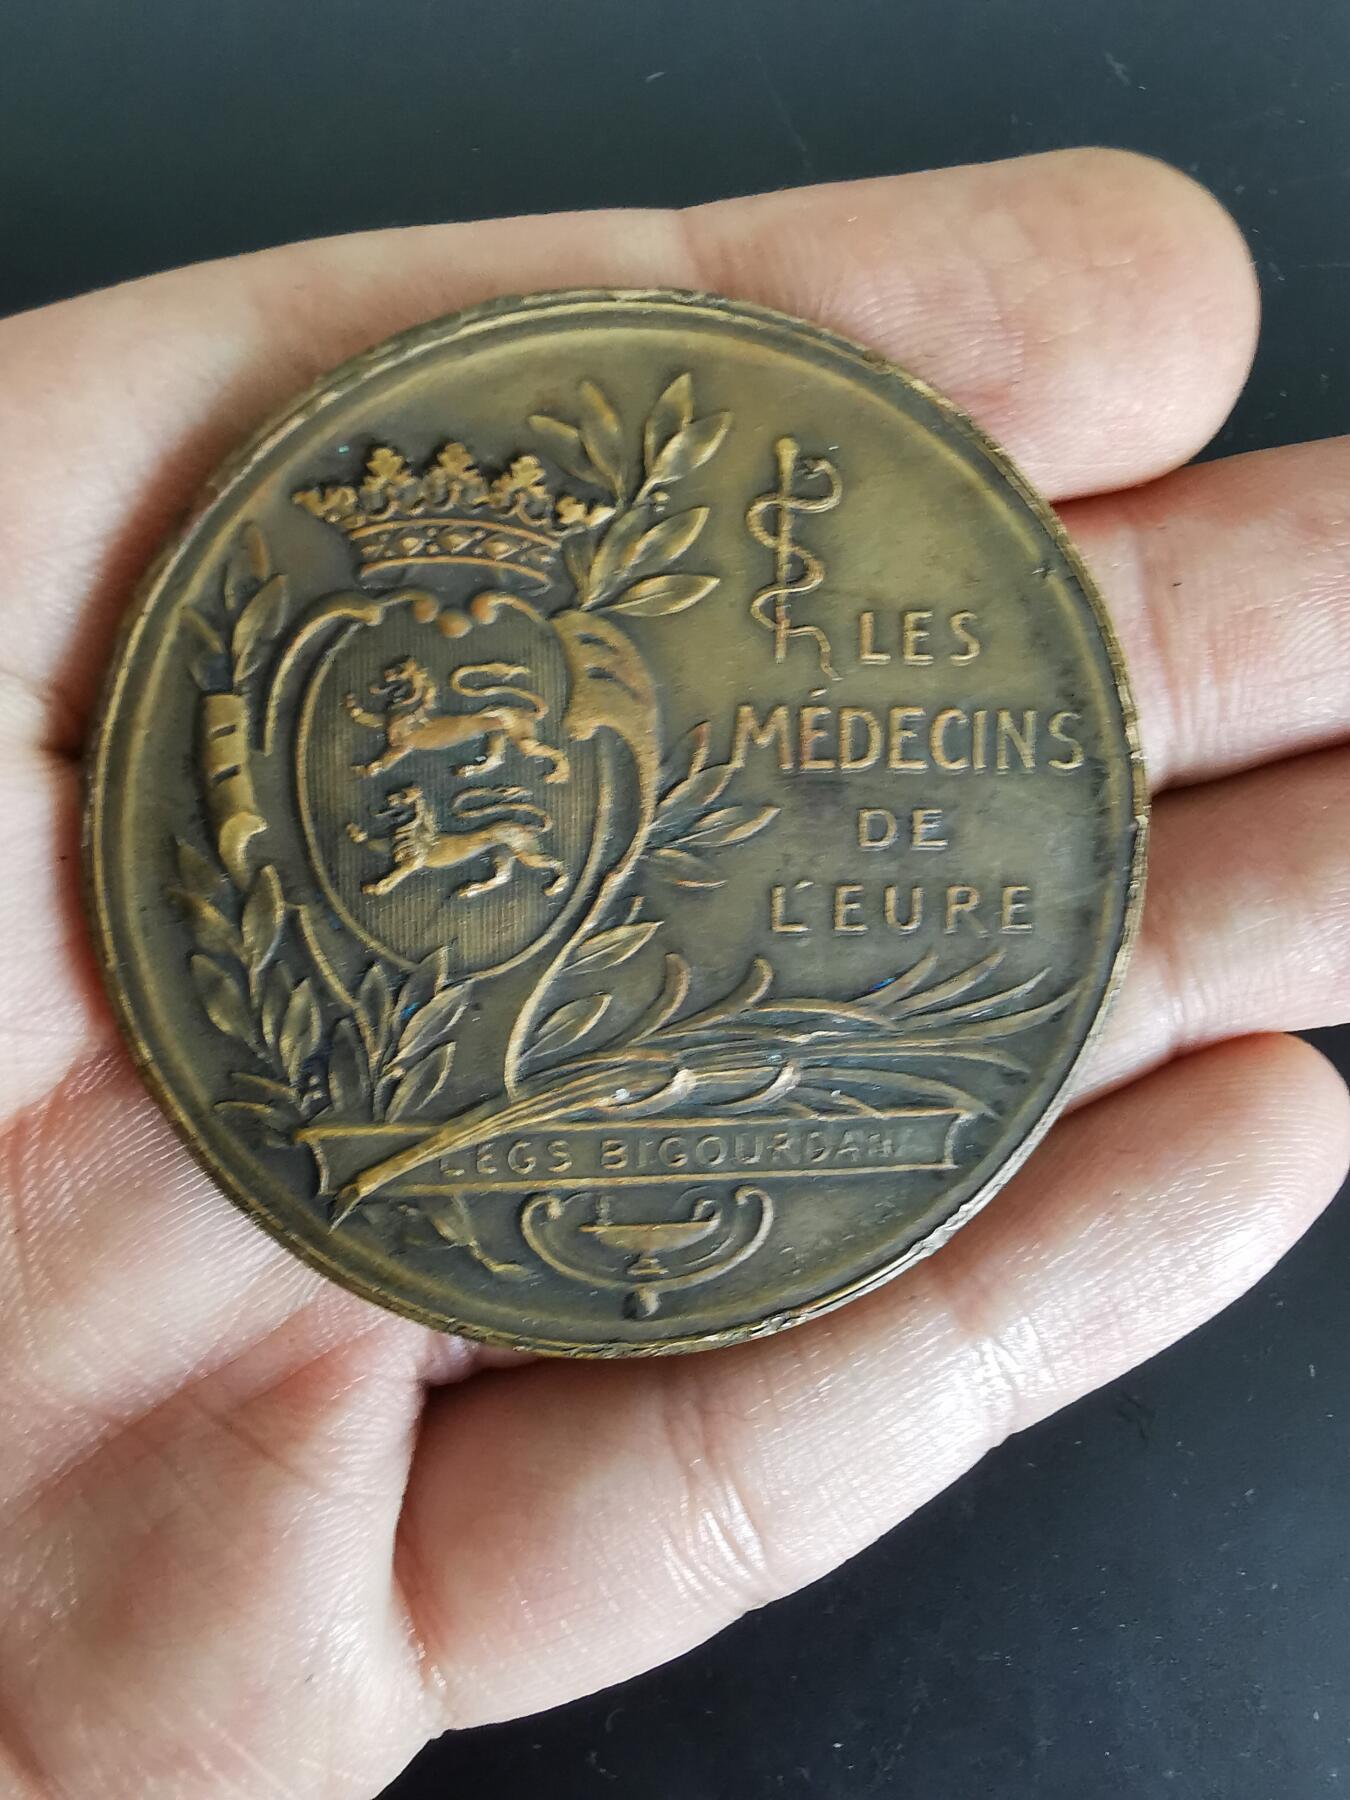 LES
MÉDECINS
DE
L'EURE
LEGS BIGOURDAN